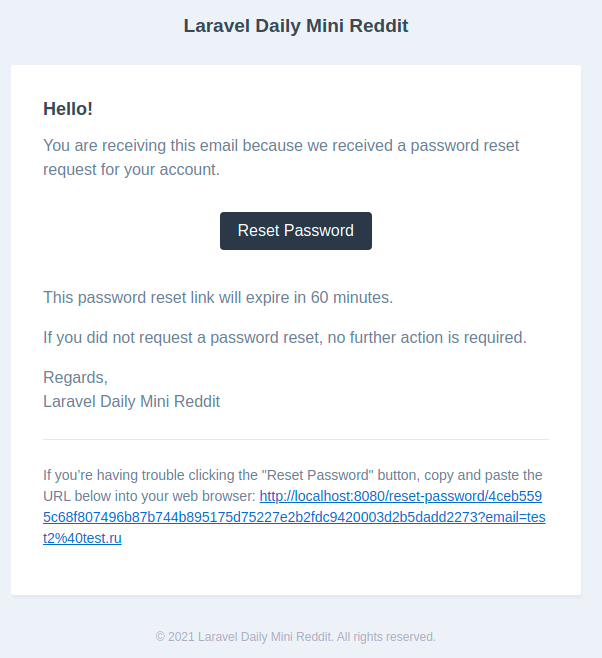 Laravel Daily Mini Reddit
Hello!
You are receiving this email because we received a password reset
request for your account.
Reset Password
This password reset link will expire in 60 minutes.
If you did not request a password reset, no further action is required.
Regards,
Laravel Daily Mini Reddit
If you're having trouble clicking the "Reset Password" button, copy and paste the
URL below into your web browser: http://localhost:8080/reset-password/4ceb559
5c68f807496b87b744b895175d75227e2b2fdc9420003d2b5dadd2273?email=tes
t2%40test.ru
© 2021 Laravel Daily Mini Reddit. All rights reserved.